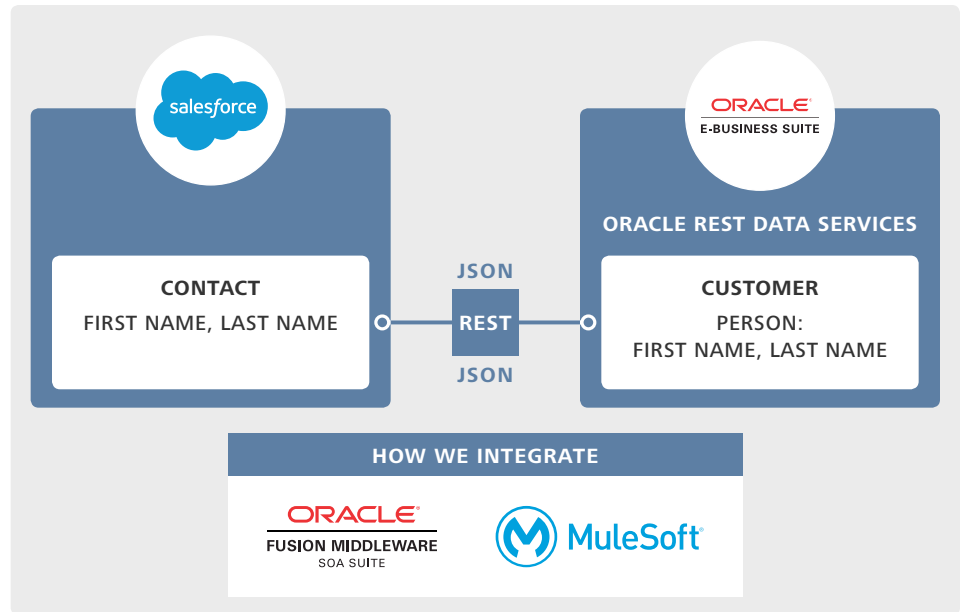 salesforce
ORACLE®
E-BUSINESS SUITE
ORACLE REST DATA SERVICES
CONTACT
FIRST NAME, LAST NAME
JSON
REST
JSON
CUSTOMER
PERSON:
FIRST NAME, LAST NAME
HOW WE INTEGRATE
ORACLE®
FUSION MIDDLEWARE
SOA SUITE
MuleSoft®